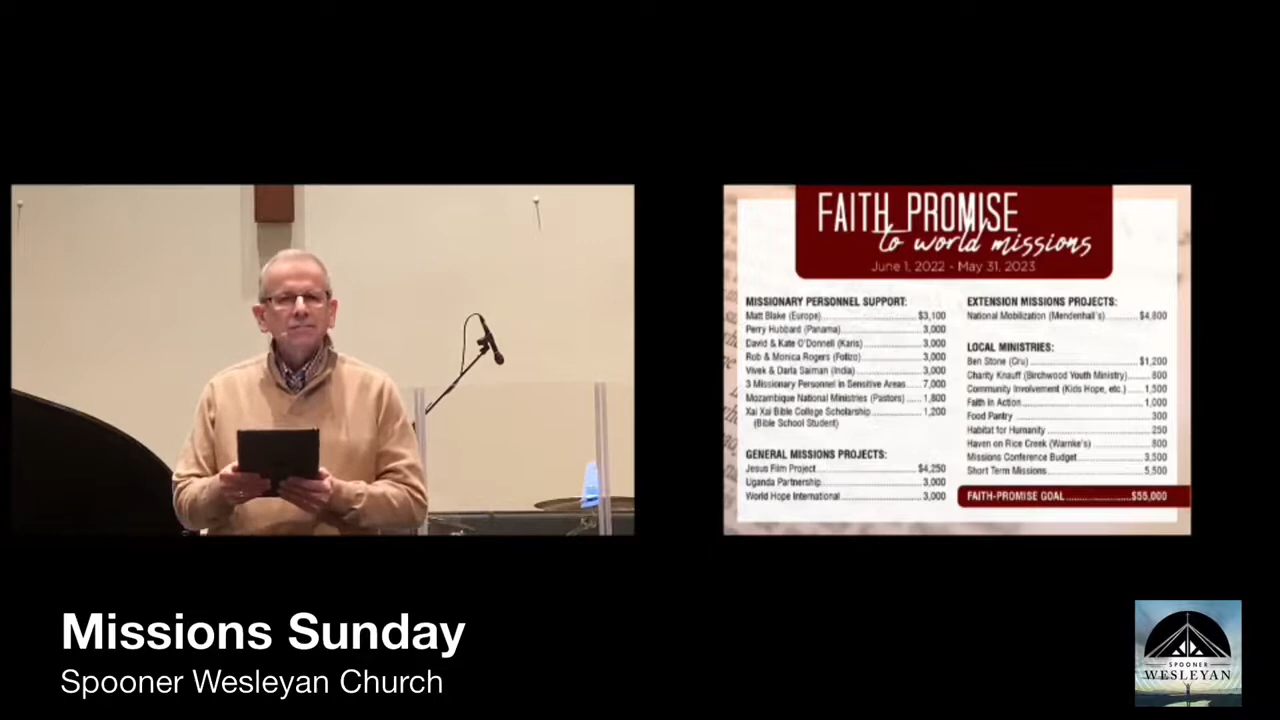 FAITH PROMISE
to world missions
June 1, 2022 - May 31, 2023
MISSIONARY PERSONNEL SUPPORT:
Matt Blake (Europe) $3,100
Perry Hubbard (Panama) 3,000
David & Kate O'Donnell (Karis) 3,000
Rob & Monica Rogers (Fotizo) 3,000
Vivek & Darla Saiman (India) 3,000
3 Missionary Personnel in Sensitive Areas 7,000
Mozambique National Ministries (Pastors) 1,800
Xai Xai Bible College Scholarship 1,200
(Bible School Student)
GENERAL MISSIONS PROJECTS:
Jesus Film Project $4,250
Uganda Partnership 3,000
World Hope International 3,000
EXTENSION MISSIONS PROJECTS:
National Mobilization (Mendenhall's) $4,800
LOCAL MINISTRIES:
Ben Stone (Cru) $1,200
Charity Knauff (Birchwood Youth Ministry) 800
Community Involvement (Kids Hope, etc.) 1,500
Faith In Action 1,000
Food Pantry 300
Habitat for Humanity 250
Haven on Rice Creek (Warnke's) 800
Missions Conference Budget 3,500
Short Term Missions 5,500
FAITH-PROMISE GOAL $55,000
Missions Sunday
Spooner Wesleyan Church
SPOONER
WESLEYAN